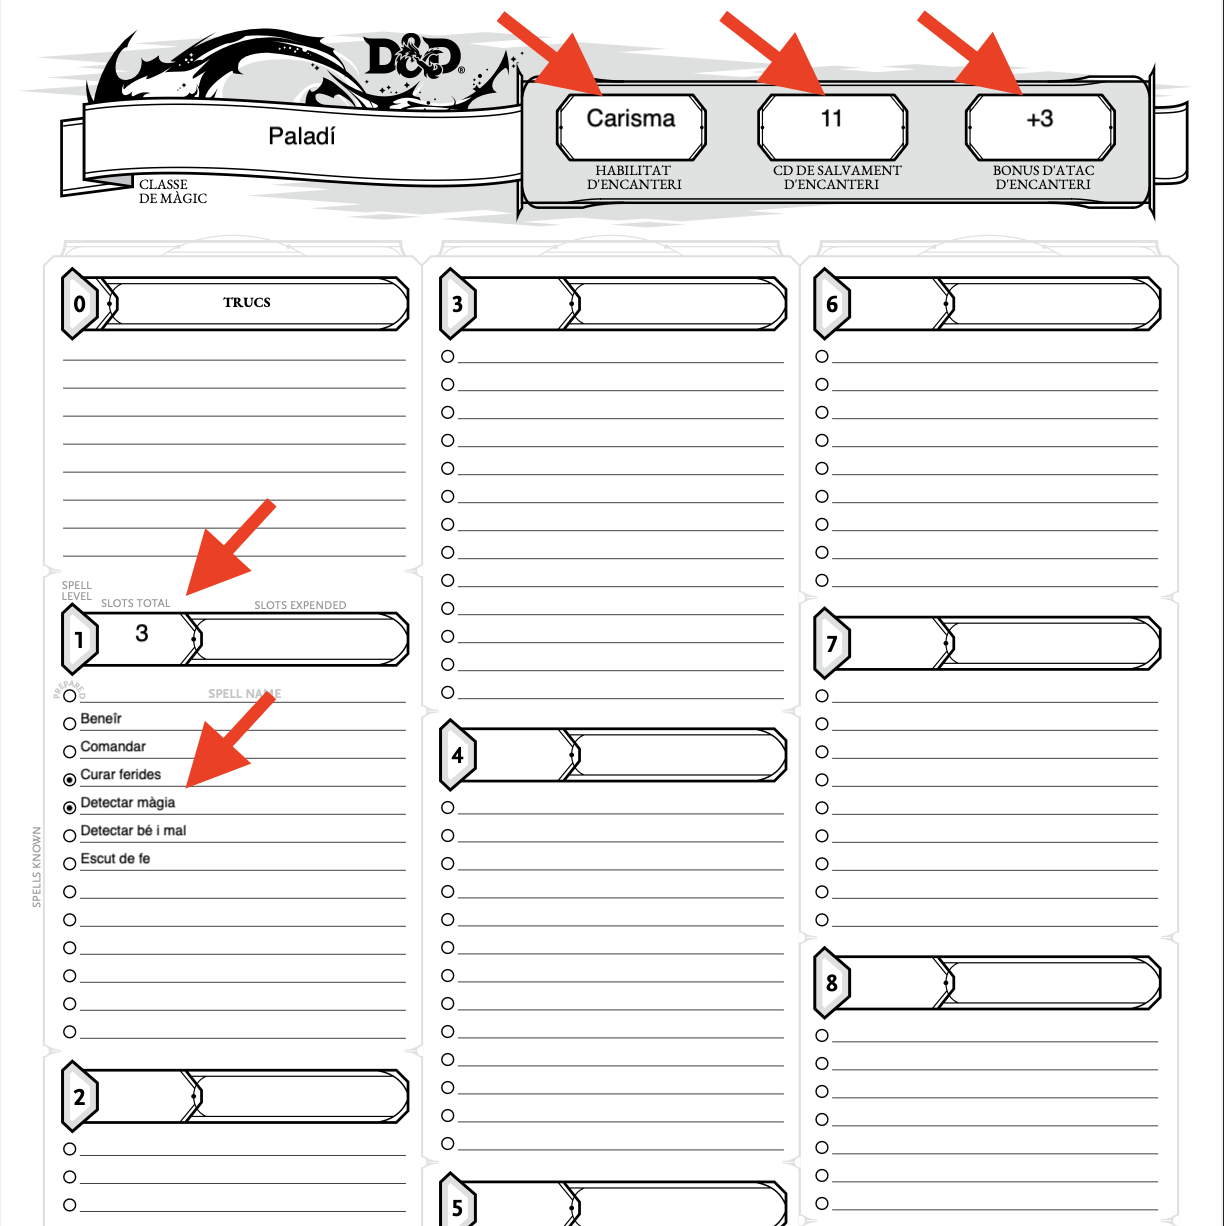 D&D®
Paladí
CLASSE
DE MÀGIC
Carisma
HABILITAT
D'ENCANTERI
11
CD DE SALVAMENT
D'ENCANTERI
+3
BONUS D'ATAC
D'ENCANTERI
0
TRUCS
SPELL
LEVEL
SLOTS TOTAL
SLOTS EXPENDED
1
3
PREPARED
SPELL NAME
Beneîr
Comandar
Curar ferides
Detectar màgia
Detectar bé i mal
Escut de fe
SPELLS KNOWN
2
3
4
5
6
7
8